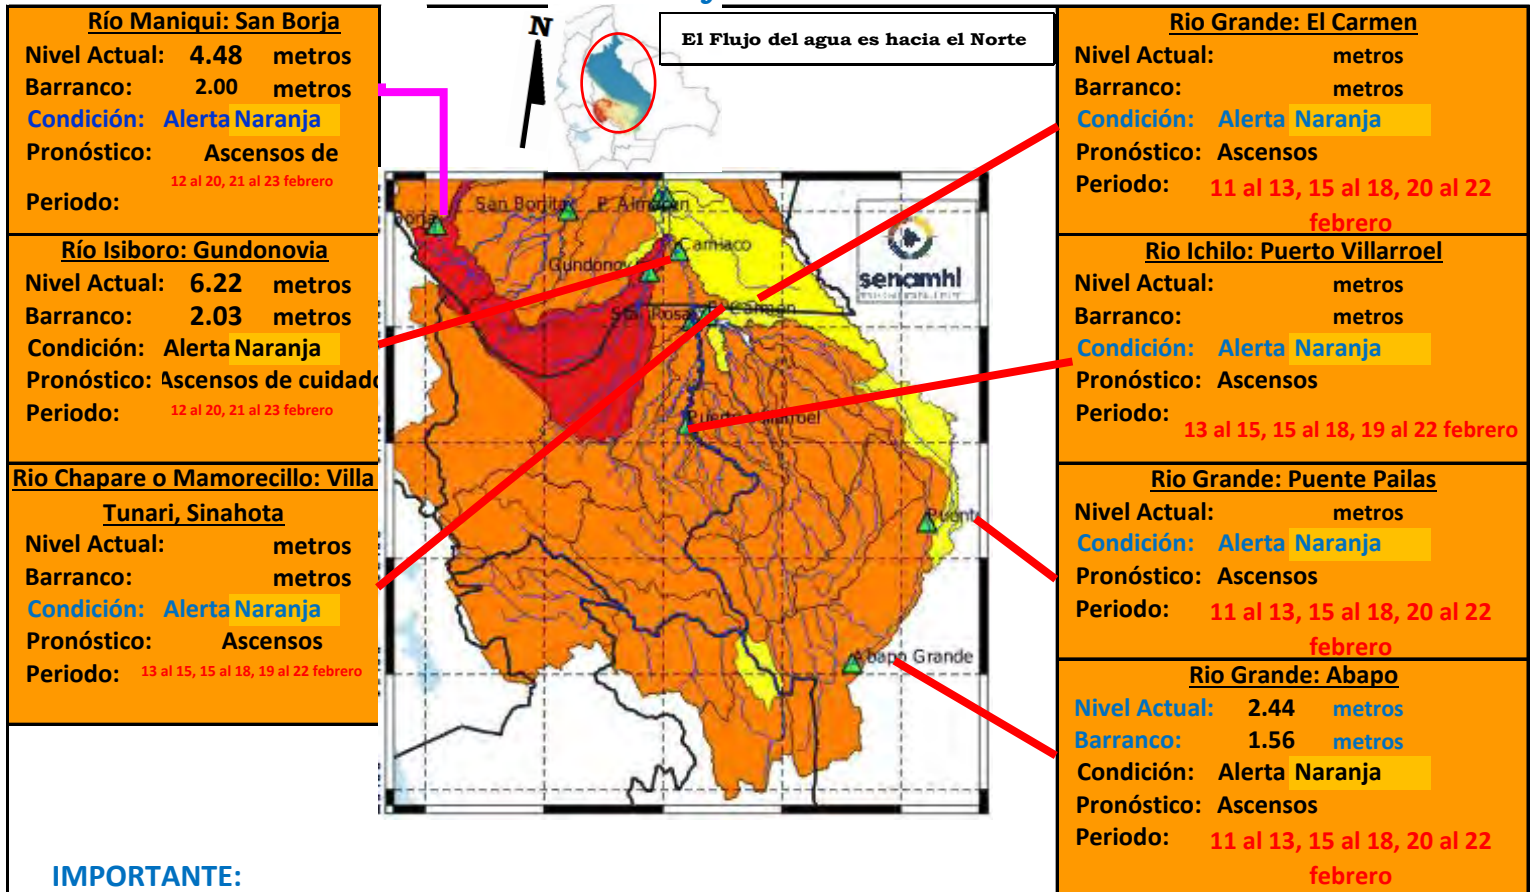 Río Maniqui: San Borja
Nivel Actual: 4.48 metros
Barranco: 2.00 metros
Condición: Alerta Naranja
Pronóstico: Ascensos de
12 al 20, 21 al 23 febrero
Periodo:
Río Isiboro: Gundonovia
Nivel Actual: 6.22 metros
Barranco: 2.03 metros
Condición: Alerta Naranja
Pronóstico: Ascensos de cuidado
Periodo: 12 al 20, 21 al 23 febrero
Rio Chapare o Mamorecillo: Villa
Tunari, Sinahota
Nivel Actual: metros
Barranco: metros
Condición: Alerta Naranja
Pronóstico: Ascensos
Periodo: 13 al 15, 15 al 18, 19 al 22 febrero
IMPORTANTE:
N
El Flujo del agua es hacia el Norte
Borja
San Borjita
P. Almacen
Camiaco
Gundonov
senamhi
Sta. Rosa
El Carmen
Puerto Villarroel
Puent
Abapo Grande
Rio Grande: El Carmen
Nivel Actual: metros
Barranco: metros
Condición: Alerta Naranja
Pronóstico: Ascensos
Periodo: 11 al 13, 15 al 18, 20 al 22
febrero
Rio Ichilo: Puerto Villarroel
Nivel Actual: metros
Barranco: metros
Condición: Alerta Naranja
Pronóstico: Ascensos
Periodo:
13 al 15, 15 al 18, 19 al 22 febrero
Rio Grande: Puente Pailas
Nivel Actual: metros
Condición: Alerta Naranja
Pronóstico: Ascensos
Periodo: 11 al 13, 15 al 18, 20 al 22
febrero
Rio Grande: Abapo
Nivel Actual: 2.44 metros
Barranco: 1.56 metros
Condición: Alerta Naranja
Pronóstico: Ascensos
Periodo: 11 al 13, 15 al 18, 20 al 22
febrero